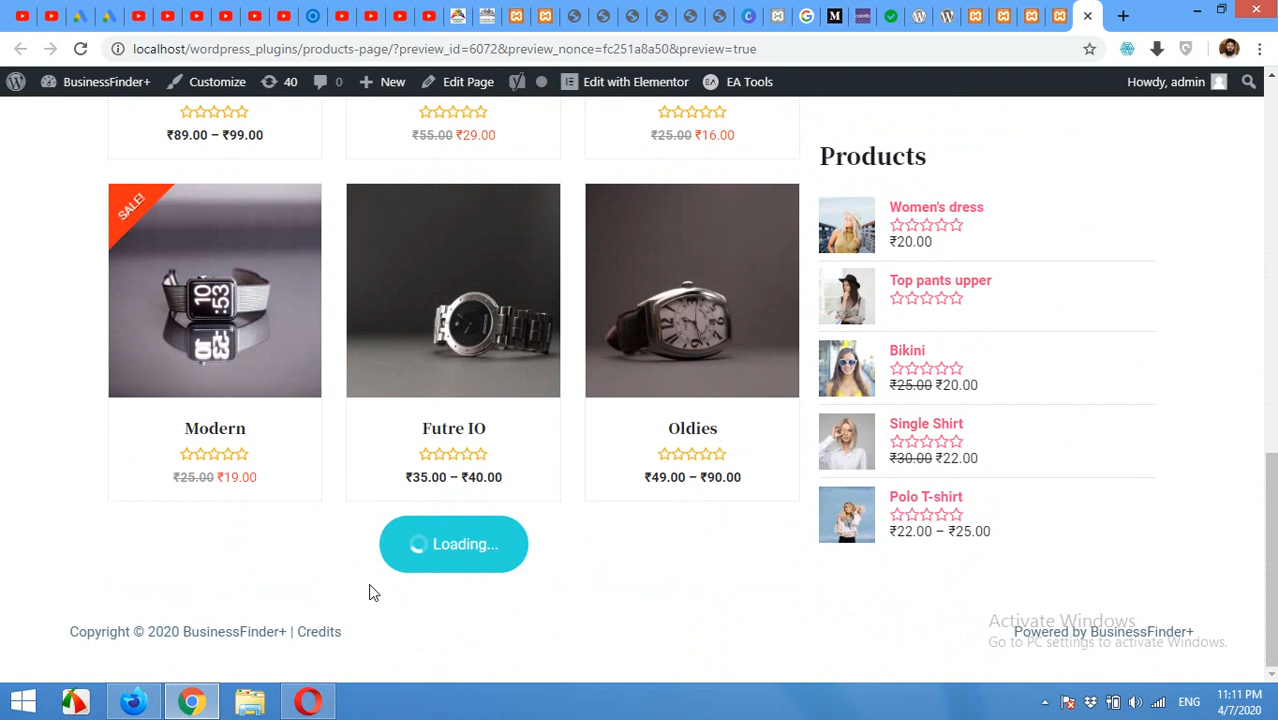 localhost/wordpress_plugins/products-page/?preview_id=6072&preview_nonce=fc251a8a50&preview=true
BusinessFinder+ Customize 40 0 New Edit Page Edit with Elementor EA Tools Howdy, admin
₹89.00 – ₹99.00 ₹55.00 ₹29.00 ₹25.00 ₹16.00
SALE!
Modern
₹25.00 ₹19.00
Futre IO
₹35.00 – ₹40.00
Oldies
₹49.00 – ₹90.00
Loading...
Products
Women's dress
₹20.00
Top pants upper
Bikini
₹25.00 ₹20.00
Single Shirt
₹30.00 ₹22.00
Polo T-shirt
₹22.00 – ₹25.00
Activate Windows
Go to PC settings to activate Windows.
Copyright © 2020 BusinessFinder+ | Credits
Powered by BusinessFinder+
ENG
11:11 PM
4/7/2020